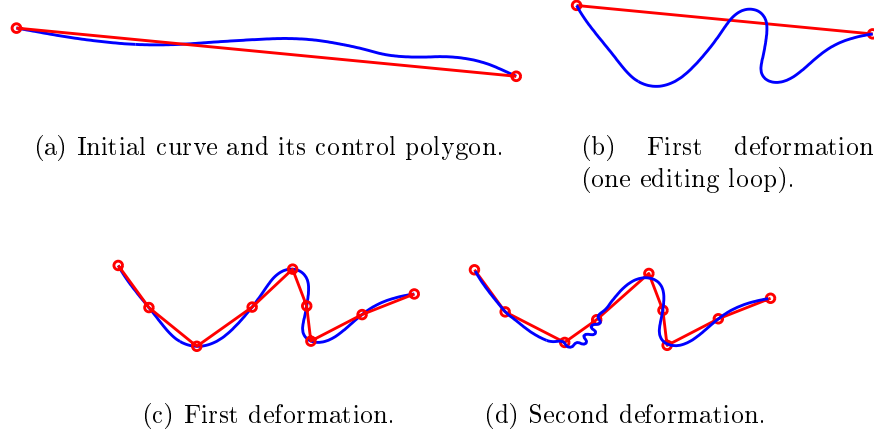 (a) Initial curve and its control polygon.
(b) First deformation
(one editing loop).
(c) First deformation.
(d) Second deformation.